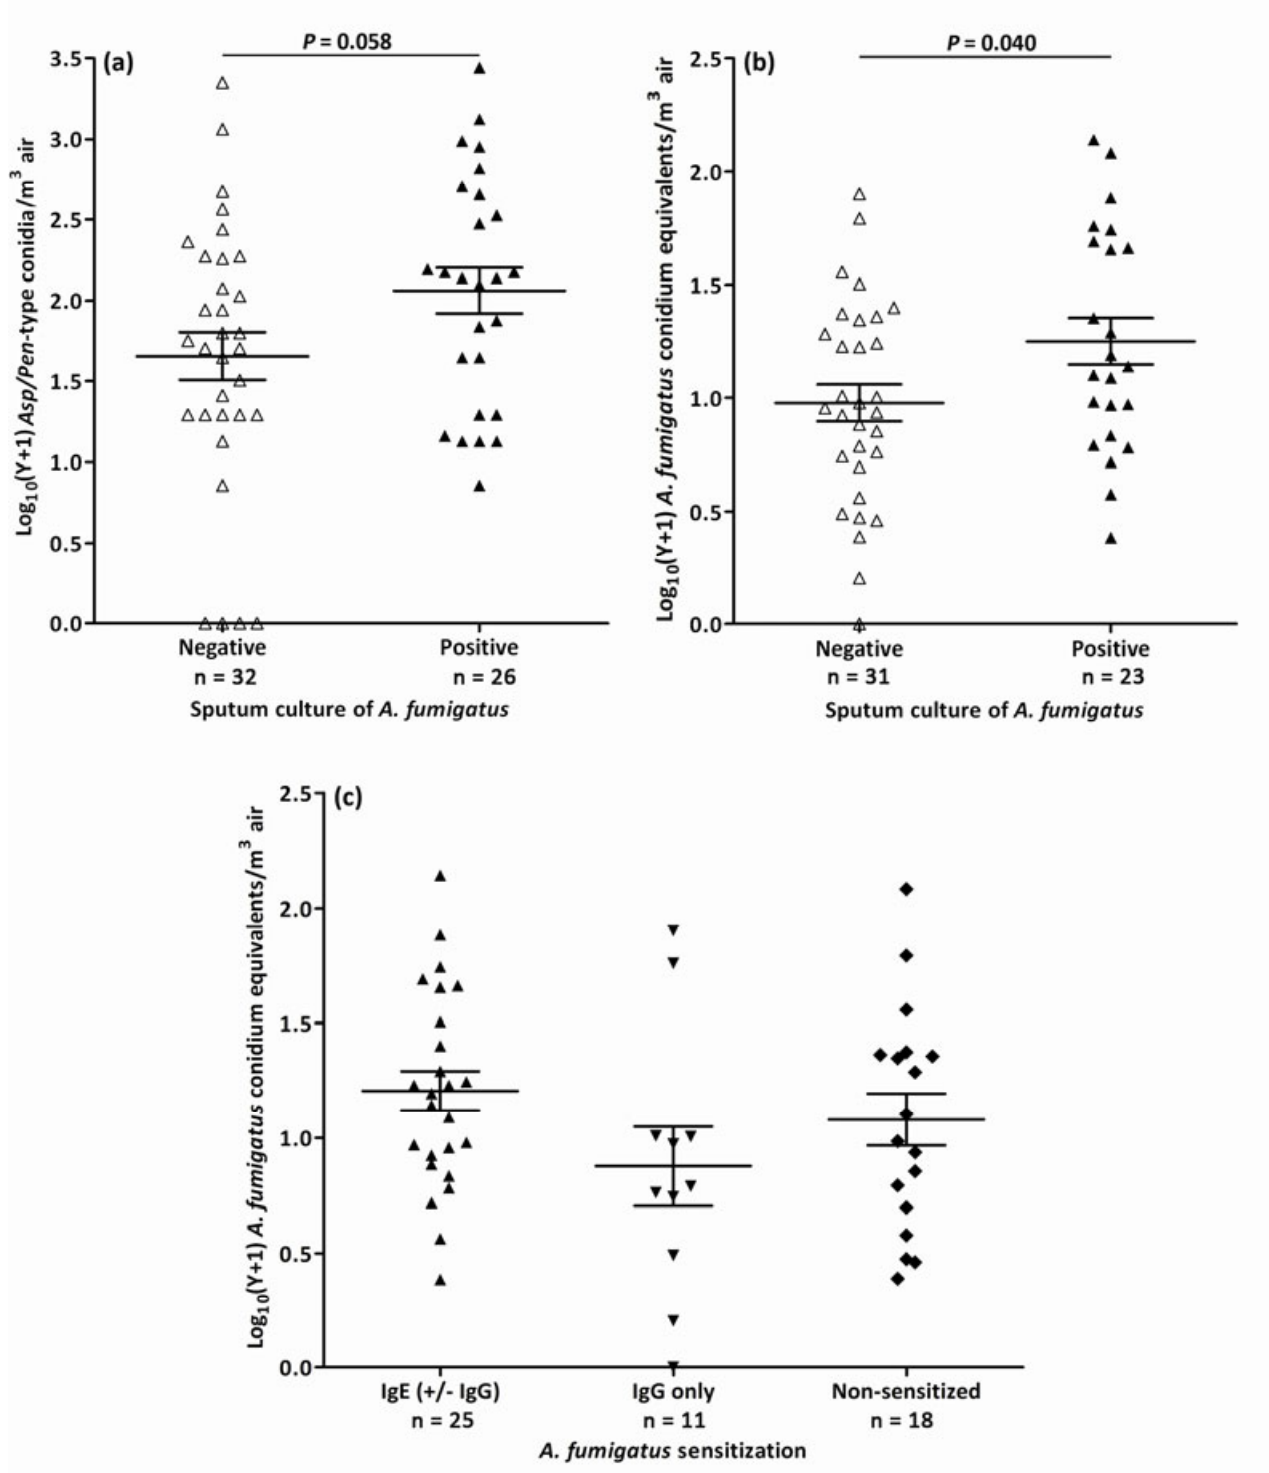 P = 0.058
(a)
3.5
3.0
2.5
2.0
1.5
1.0
0.5
0.0
Log10(Y+1) Asp/Pen-type conidia/m3 air
Negative Positive
n = 32 n = 26
Sputum culture of A. fumigatus
P = 0.040
(b)
2.5
2.0
1.5
1.0
0.5
0.0
Log10(Y+1) A. fumigatus conidium equivalents/m3 air
Negative Positive
n = 31 n = 23
Sputum culture of A. fumigatus
(c)
2.5
2.0
1.5
1.0
0.5
0.0
Log10(Y+1) A. fumigatus conidium equivalents/m3 air
IgE (+/- IgG) IgG only Non-sensitized
n = 25 n = 11 n = 18
A. fumigatus sensitization